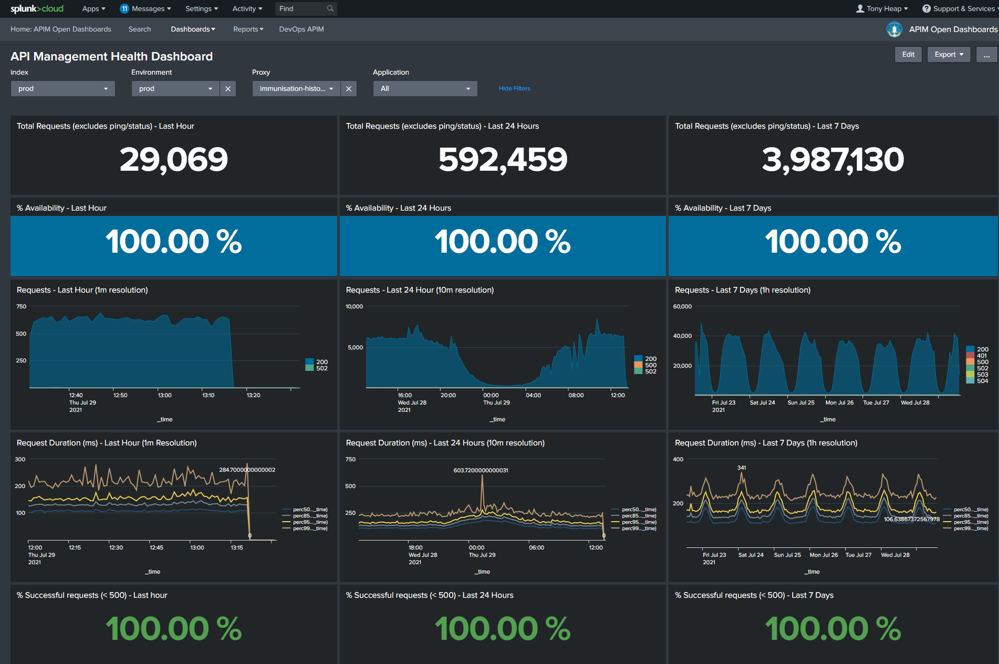 splunk>cloud Apps 11 Messages Settings Activity Find Tony Heap Support & Services
Home: APIM Open Dashboards Search Dashboards Reports DevOps APIM APIM Open Dashboards
API Management Health Dashboard
Edit Export ...
index Environment Proxy Application
prod prod immunisation-histo... All Hide Filters
Total Requests (excludes ping/status) - Last Hour
29,069
Total Requests (excludes ping/status) - Last 24 Hours
592,459
Total Requests (excludes ping/status) - Last 7 Days
3,987,130
% Availability - Last Hour
100.00 %
% Availability - Last 24 Hours
100.00 %
% Availability - Last 7 Days
100.00 %
Requests - Last Hour (1m resolution)
750
500
250
200
502
12:40 12:50 13:00 13:10 13:20
Thu Jul 29
2021
_time
Requests - Last 24 Hour (10m resolution)
10,000
5,000
200
500
502
16:00 20:00 00:00 04:00 08:00 12:00
Wed Jul 28 Thu Jul 29
2021
_time
Requests - Last 7 Days (1h resolution)
60,000
40,000
20,000
200
401
500
502
503
504
Fri Jul 23 Sat Jul 24 Sun Jul 25 Mon Jul 26 Tue Jul 27 Wed Jul 28
2021
_time
Request Duration (ms) - Last Hour (1m Resolution)
300
284.7000000000002
200
100
perc50..._time)
perc85..._time)
perc95..._time)
perc99..._time)
0
12:00 12:15 12:30 12:45 13:00 13:15
Thu Jul 29
2021
_time
Request Duration (ms) - Last 24 Hours (10m resolution)
750
603.7200000000031
500
250
perc50..._time)
perc85..._time)
perc95..._time)
perc99..._time)
0
18:00 00:00 06:00 12:00
Wed Jul 28 Thu Jul 29
2021
_time
Request Duration (ms) - Last 7 Days (1h resolution)
400
341
200
perc50..._time)
perc85..._time)
106.63867372567978
perc95..._time)
perc99..._time)
Fri Jul 23 Sat Jul 24 Sun Jul 25 Mon Jul 26 Tue Jul 27 Wed Jul 28
2021
_time
% Successful requests (< 500) - Last hour
100.00 %
% Successful requests (< 500) - Last 24 Hours
100.00 %
% Successful requests (< 500) - Last 7 Days
100.00 %